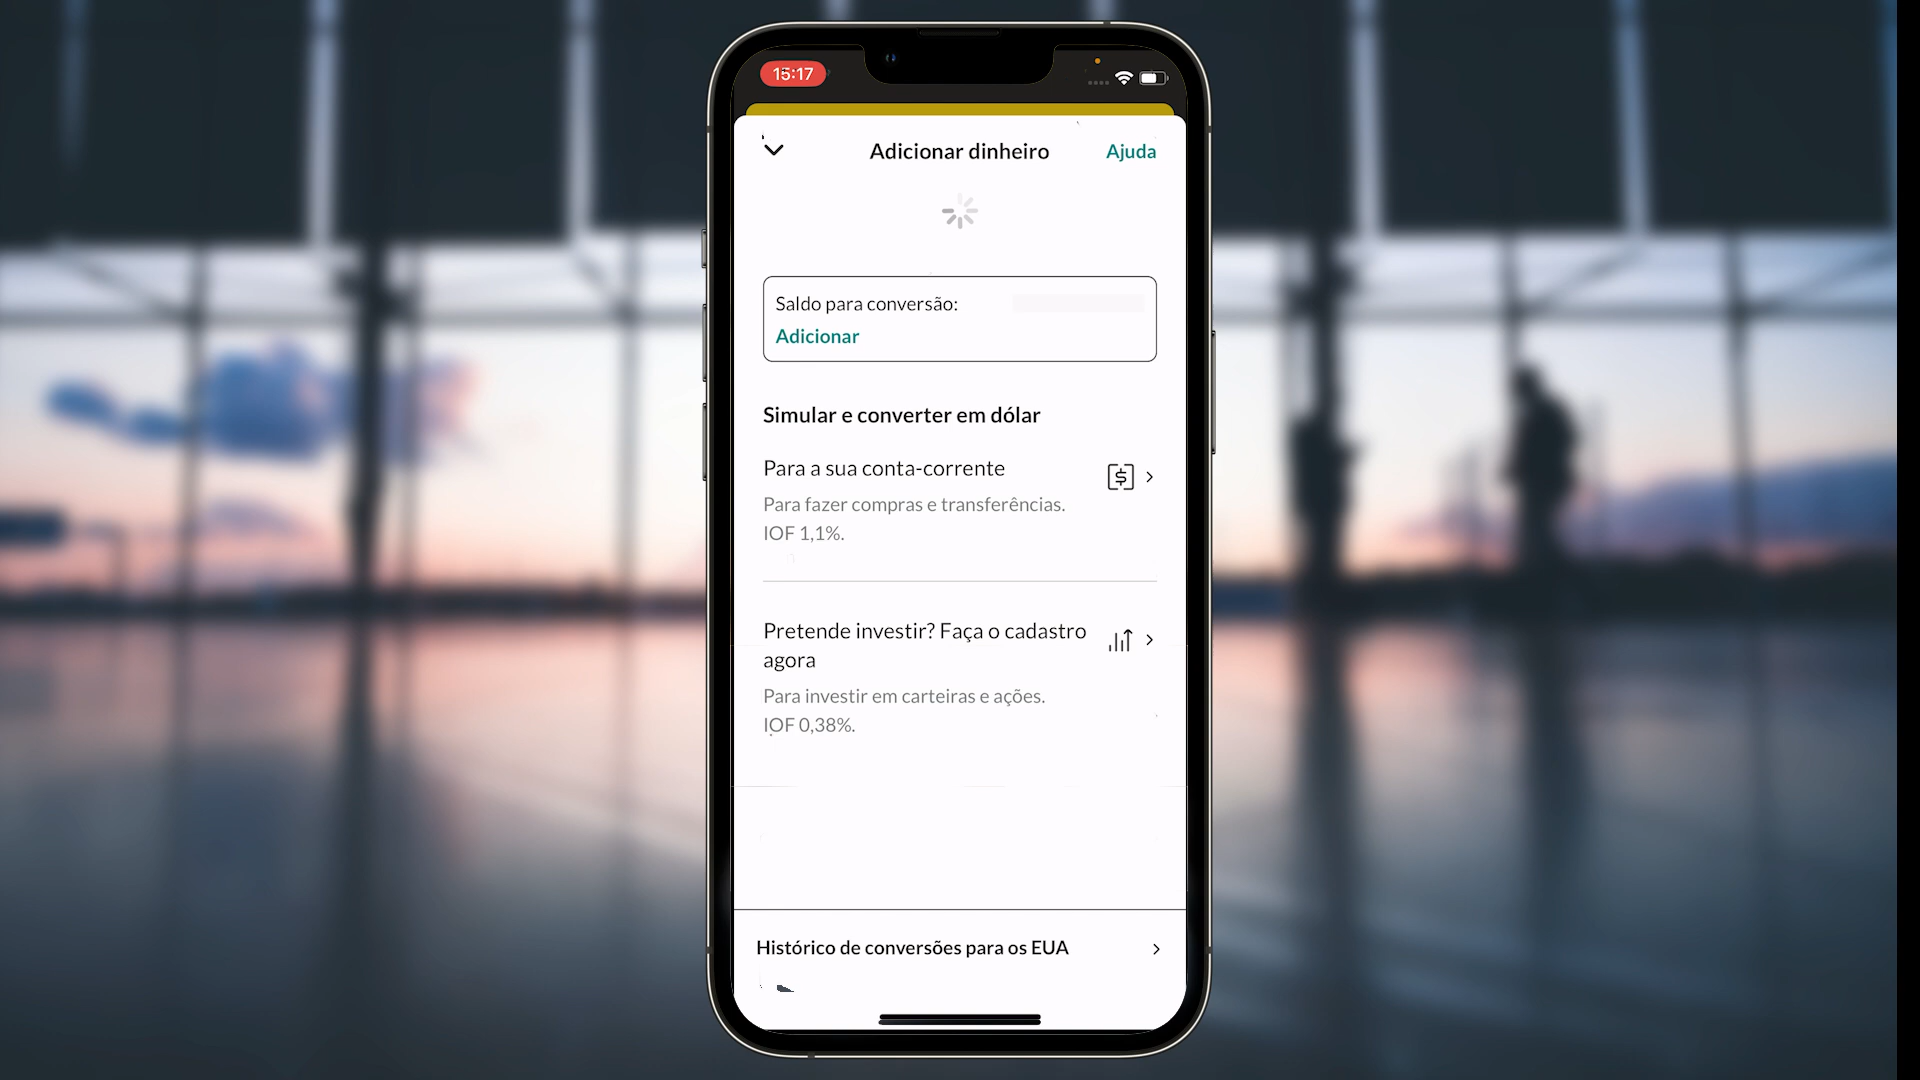 15:17
Adicionar dinheiro
Ajuda
Saldo para conversão:
Adicionar
Simular e converter em dólar
Para a sua conta-corrente
Para fazer compras e transferências.
IOF 1,1%.
Pretende investir? Faça o cadastro
agora
Para investir em carteiras e ações.
IOF 0,38%.
Histórico de conversões para os EUA